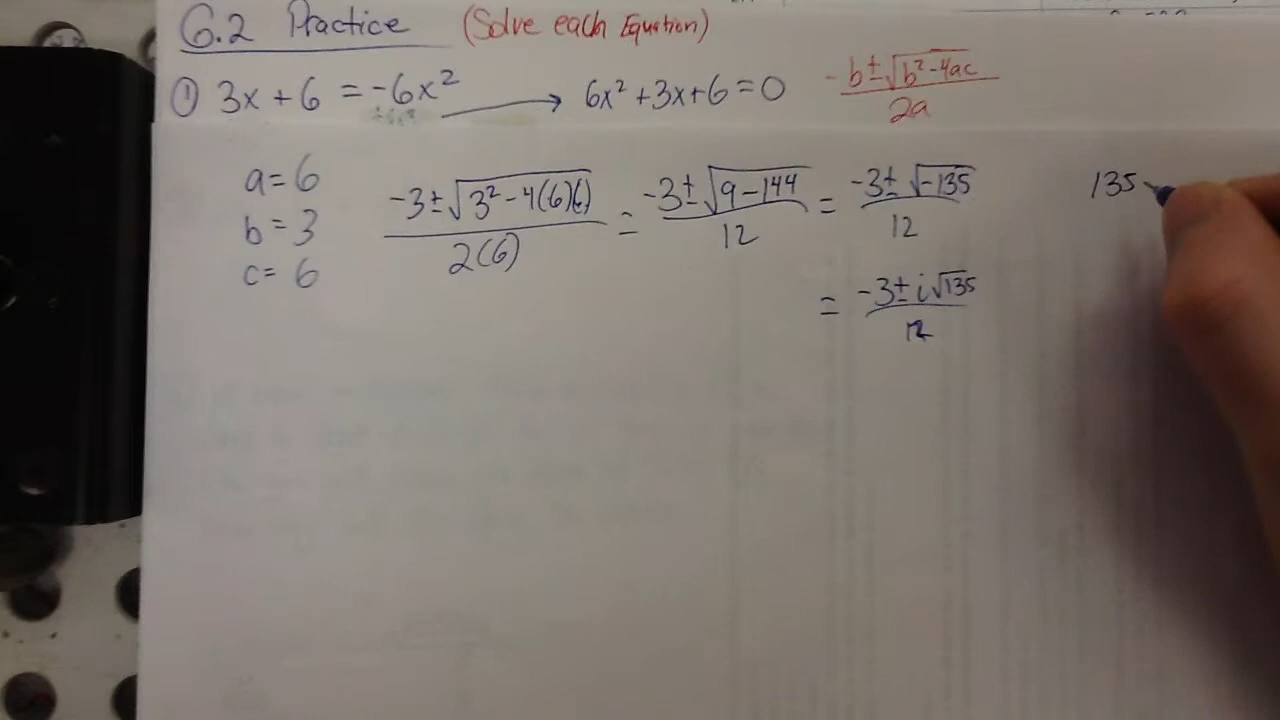 6.2 Practice (Solve each Equation)
① 3x + 6 = -6x² → 6x² + 3x + 6 = 0 -b ± √b² - 4ac / 2a
a = 6
b = 3
c = 6
-3 ± √3² - 4(6)(6) / 2(6) = -3 ± √9 - 144 / 12 = -3 ± √-135 / 12
= -3 ± i√135 / 12
135